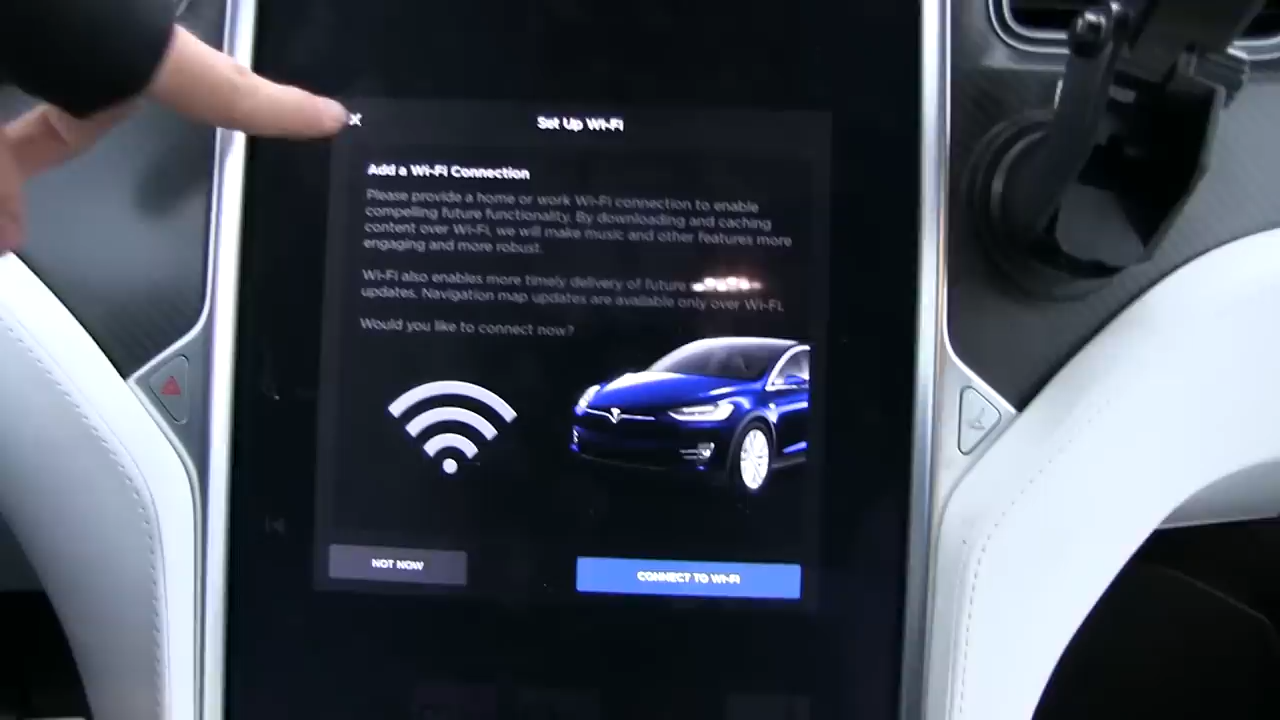 Set Up Wi-Fi
Add a Wi-Fi Connection
Please provide a home or work Wi-Fi connection to enable
compelling future functionality. By downloading and caching
content over Wi-Fi, we will make music and other features more
engaging and more robust.
Wi-Fi also enables more timely delivery of future
updates. Navigation map updates are available only over Wi-Fi.
Would you like to connect now?
NOT NOW
CONNECT TO WI-FI